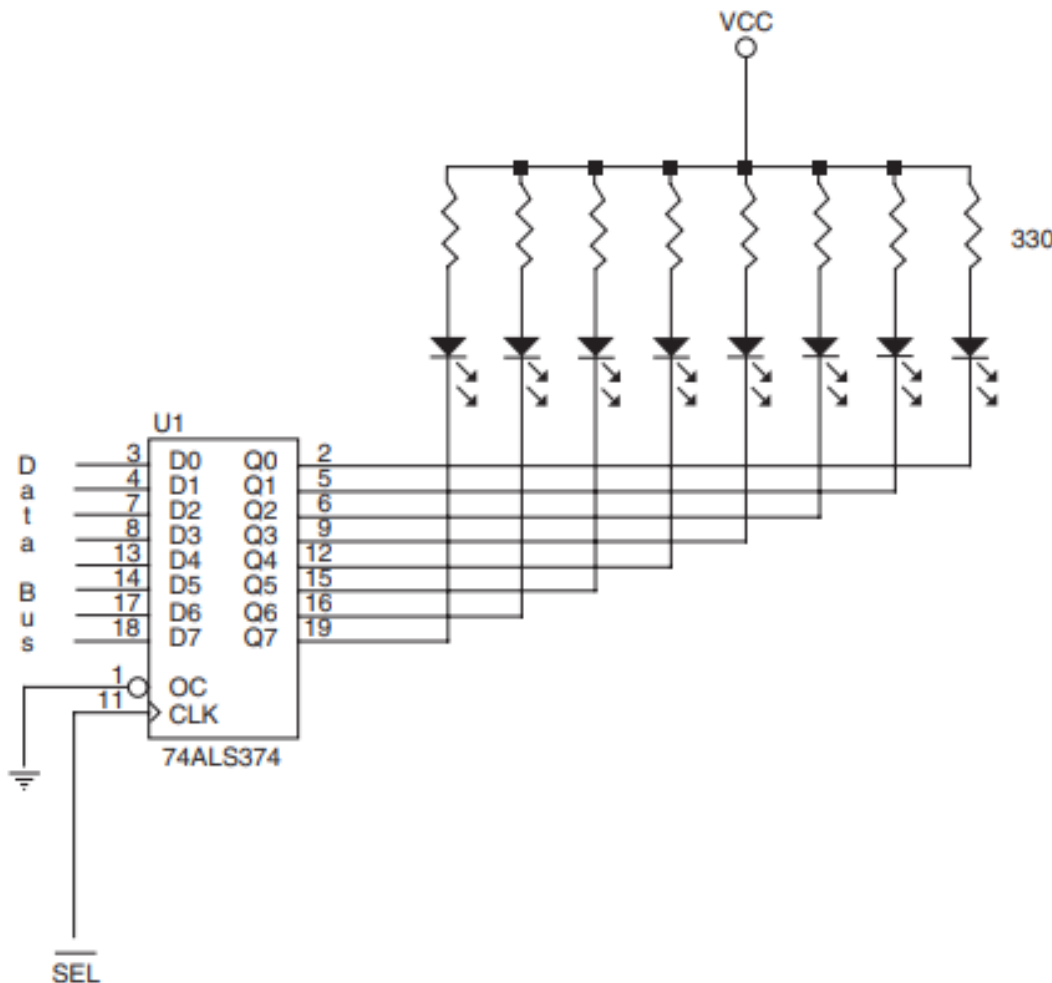 VCC
330
U1
D 3 D0 Q0 2
a 4 D1 Q1 5
t 7 D2 Q2 6
a 8 D3 Q3 9
13 D4 Q4 12
B 14 D5 Q5 15
u 17 D6 Q6 16
s 18 D7 Q7 19
1 OC
11 CLK
74ALS374
SEL